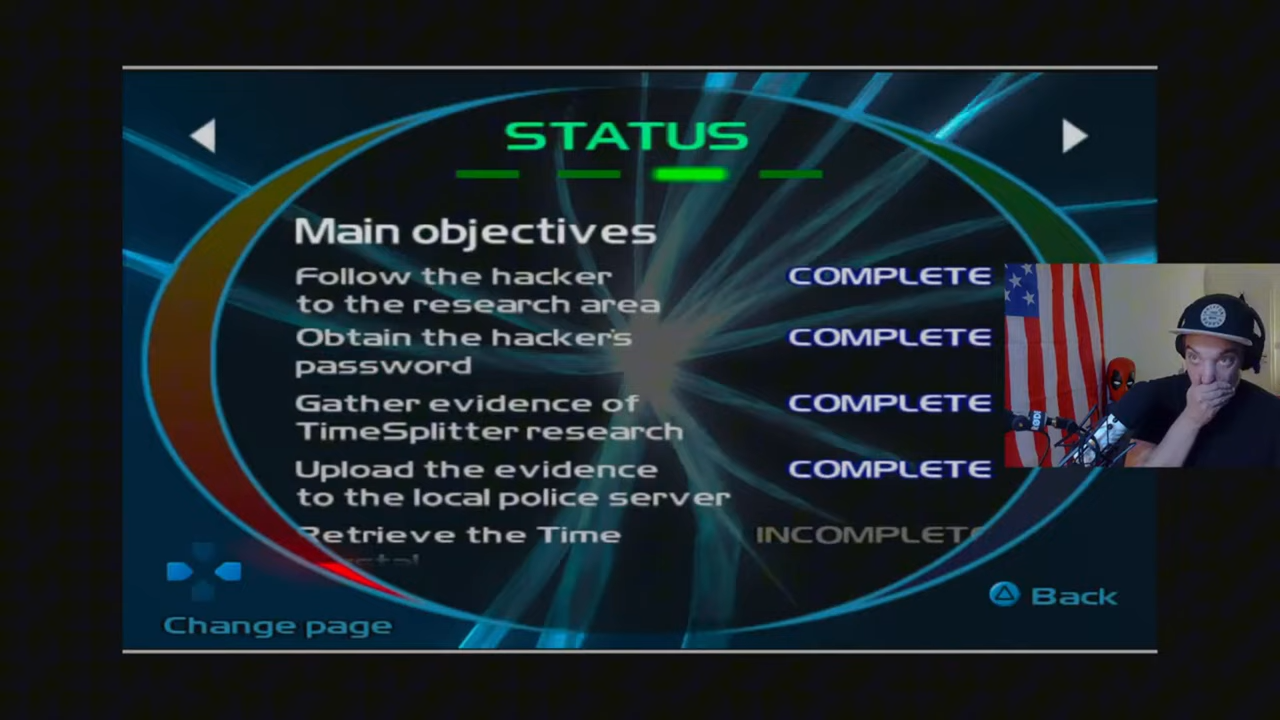 STATUS
Main objectives
Follow the hacker COMPLETE
to the research area
Obtain the hacker's COMPLETE
password
Gather evidence of COMPLETE
TimeSplitter research
Upload the evidence COMPLETE
to the local police server
Retrieve the Time INCOMPLETE
Change page
Back